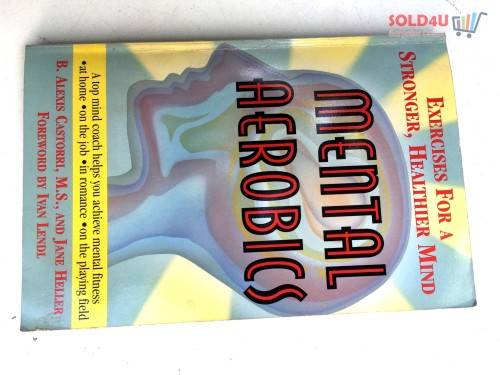 SOLD4U
EXERCISES FOR A
STRONGER, HEALTHIER MIND
MENTAL
AEROBICS
A top mind coach helps you achieve mental fitness
•at home •on the job •in romance •on the playing field
B. ALEXIS CASTORRI, M.S., AND JANE HELLER
FOREWORD BY IVAN LENDL